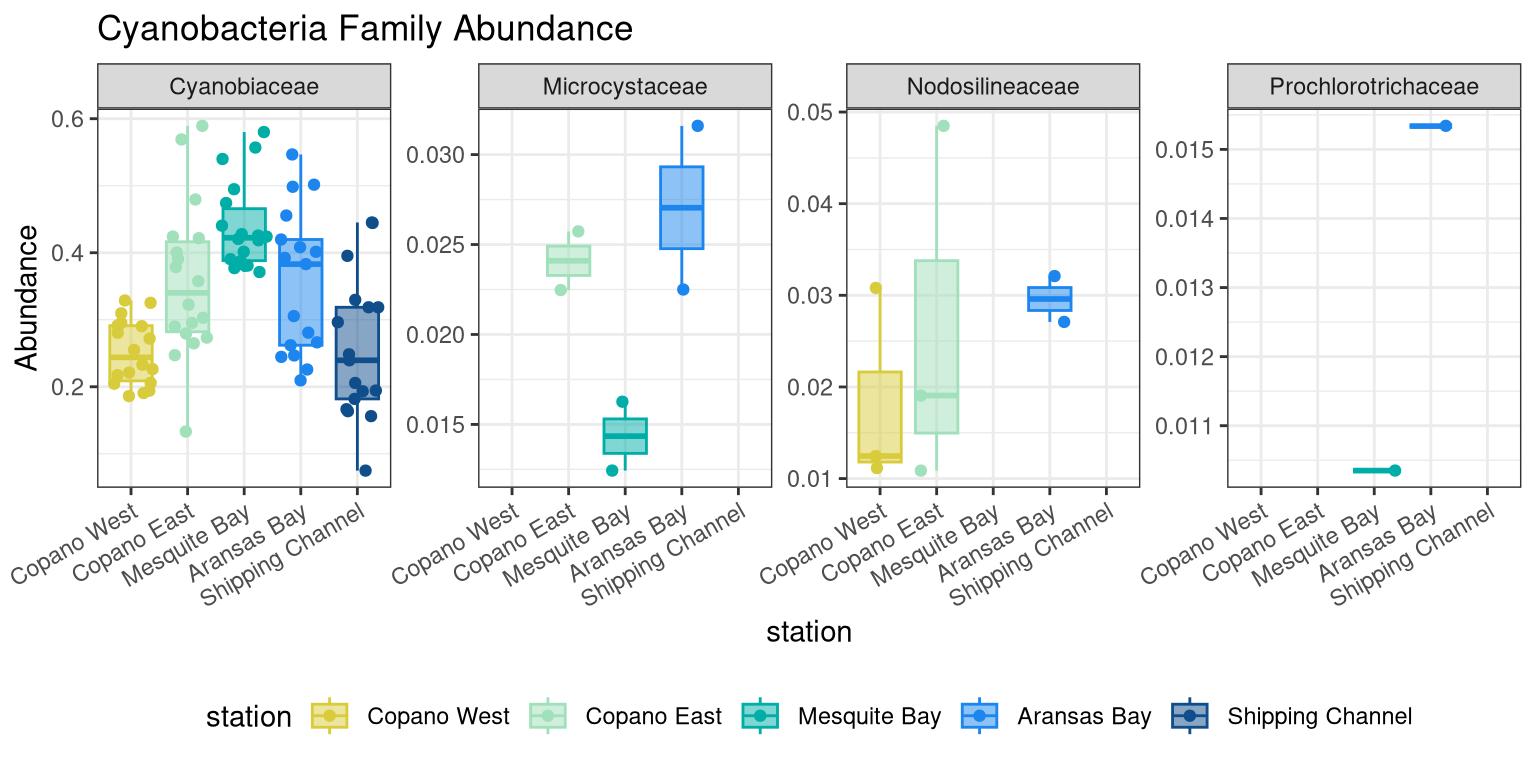 Cyanobacteria Family Abundance
Cyanobiaceae
Microcystaceae
Nodosilineaceae
Prochlorotrichaceae
Abundance
0.6
0.4
0.2
0.030
0.025
0.020
0.015
0.05
0.04
0.03
0.02
0.01
0.015
0.014
0.013
0.012
0.011
Copano West
Copano East
Mesquite Bay
Aransas Bay
Shipping Channel
Copano West
Copano East
Mesquite Bay
Aransas Bay
Shipping Channel
Copano West
Copano East
Mesquite Bay
Aransas Bay
Shipping Channel
Copano West
Copano East
Mesquite Bay
Aransas Bay
Shipping Channel
station
station Copano West Copano East Mesquite Bay Aransas Bay Shipping Channel